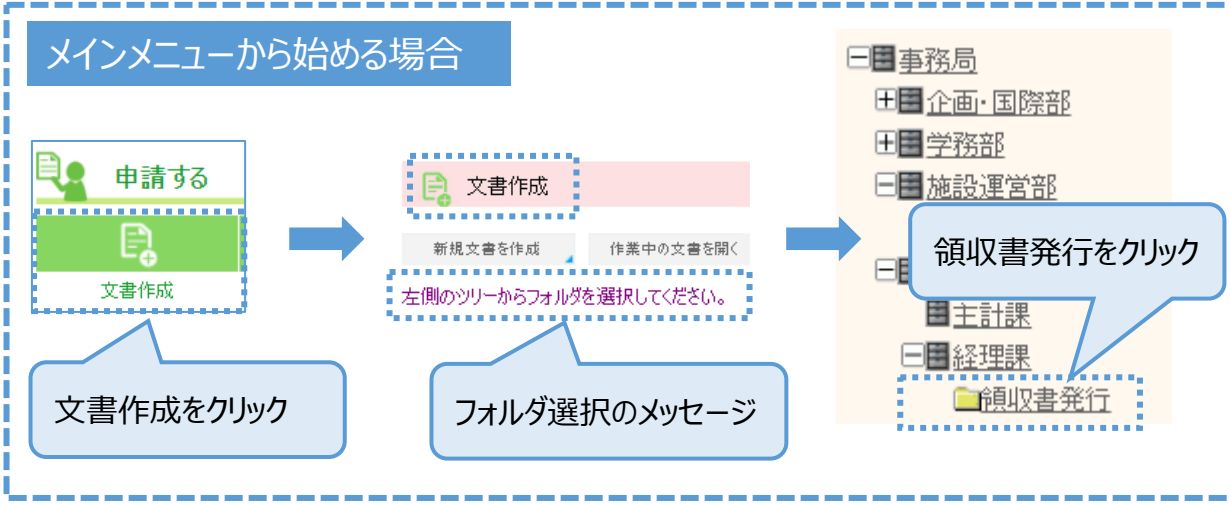 メインメニューから始める場合
申請する
文書作成
文書作成をクリック
文書作成
新規文書を作成
作業中の文書を開く
左側のツリーからフォルダを選択してください。
フォルダ選択のメッセージ
事務局
企画・国際部
学務部
施設運営部
領収書発行をクリック
主計課
経理課
領収書発行